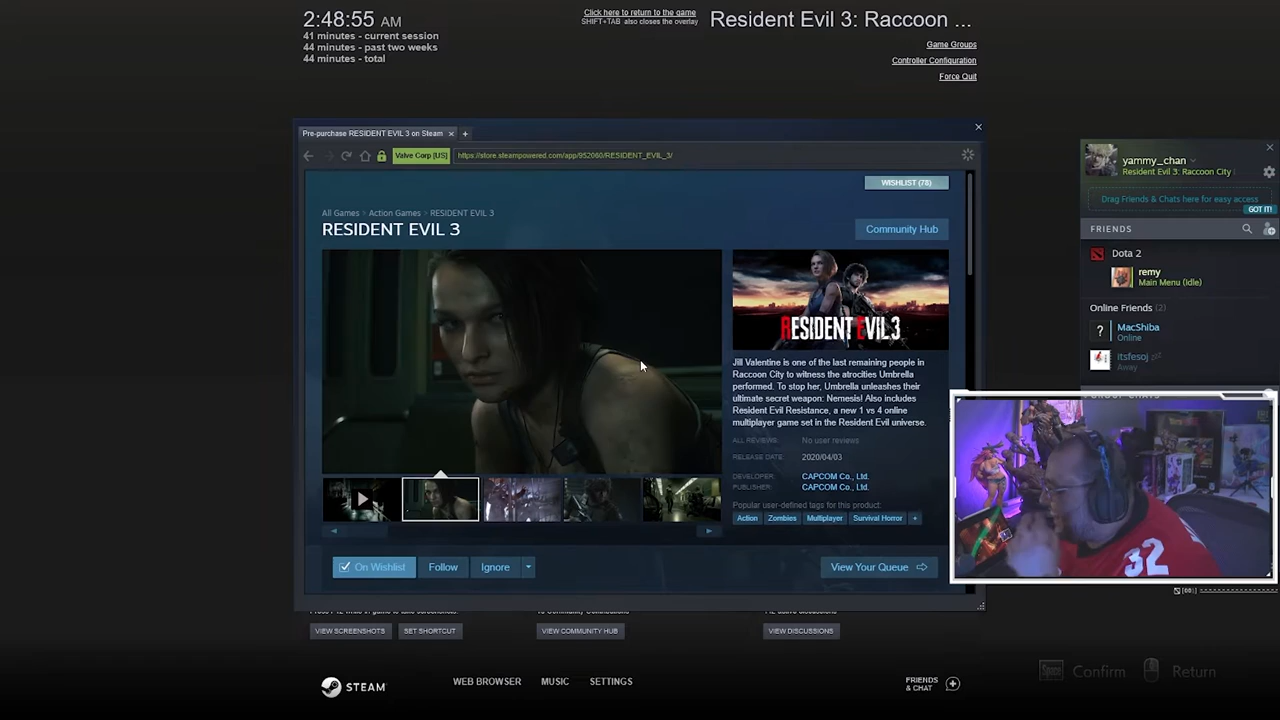 2:48:55 AM
41 minutes - current session
44 minutes - past two weeks
44 minutes - total
Click here to return to the game
SHIFT+TAB also closes the overlay
Resident Evil 3: Raccoon ...
Game Groups
Controller Configuration
Force Quit
Pre-purchase RESIDENT EVIL 3 on Steam
Valve Corp [US]
https://store.steampowered.com/app/952060/RESIDENT_EVIL_3/
WISHLIST (78)
All Games > Action Games > RESIDENT EVIL 3
RESIDENT EVIL 3
Community Hub
RESIDENT EVIL 3
Jill Valentine is one of the last remaining people in
Raccoon City to witness the atrocities Umbrella
performed. To stop her, Umbrella unleashes their
ultimate secret weapon: Nemesis! Also includes
Resident Evil Resistance, a new 1 vs 4 online
multiplayer game set in the Resident Evil universe.
ALL REVIEWS: No user reviews
RELEASE DATE: 2020/04/03
DEVELOPER: CAPCOM Co., Ltd.
PUBLISHER: CAPCOM Co., Ltd.
Popular user-defined tags for this product:
Action Zombies Multiplayer Survival Horror +
On Wishlist
Follow
Ignore
View Your Queue
VIEW SCREENSHOTS
SET SHORTCUT
VIEW COMMUNITY HUB
VIEW DISCUSSIONS
STEAM
WEB BROWSER
MUSIC
SETTINGS
FRIENDS
& CHAT
yammy_chan
Resident Evil 3: Raccoon City
Drag Friends & Chats here for easy access
GOT IT!
FRIENDS
Dota 2
remy
Main Menu (Idle)
Online Friends (2)
MacShiba
Online
itsfesoj
Away
32
Space Confirm
Return